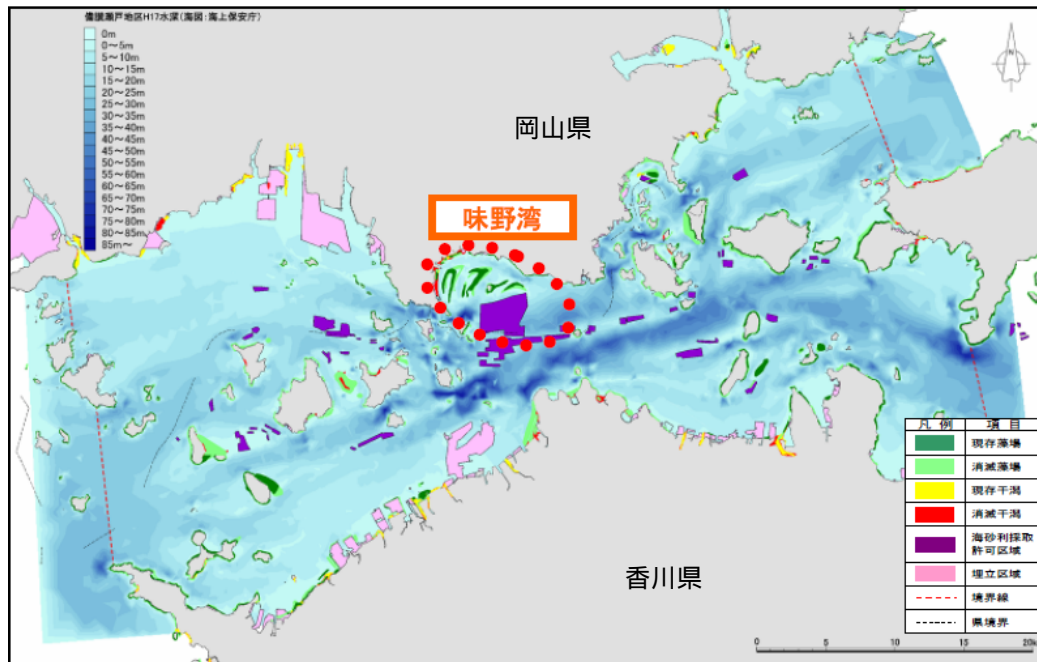 備讃瀬戸地区H17水深(海図:海上保安庁)
0m
0～5m
5～10m
10～15m
15～20m
20～25m
25～30m
30～35m
35～40m
40～45m
45～50m
50～55m
55～60m
60～65m
65～70m
70～75m
75～80m
80～85m
85m～
N
岡山県
味野湾
香川県
凡例 項目
現存藻場
消滅藻場
現存干潟
消滅干潟
海砂利採取
許可区域
埋立区域
境界線
県境界
0 5 10 15 20km